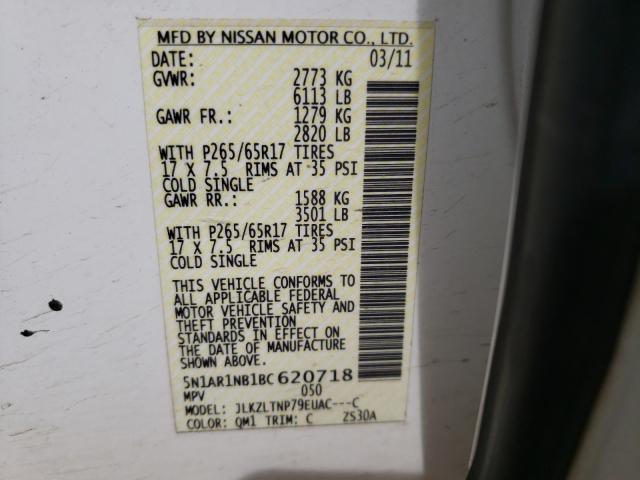 MFD BY NISSAN MOTOR CO., LTD.
DATE: 03/11
GVWR: 2773 KG
6113 LB
GAWR FR.: 1279 KG
2820 LB
WITH P265/65R17 TIRES
17 X 7.5 RIMS AT 35 PSI
COLD SINGLE
GAWR RR.: 1588 KG
3501 LB
WITH P265/65R17 TIRES
17 X 7.5 RIMS AT 35 PSI
COLD SINGLE
THIS VEHICLE CONFORMS TO
ALL APPLICABLE FEDERAL
MOTOR VEHICLE SAFETY AND
THEFT PREVENTION
STANDARDS IN EFFECT ON
THE DATE OF MANUFACTURE
SHOWN ABOVE.
5N1AR1NB1BC620718
MPV 050
MODEL: JLKZLTNP79EUAC---C
COLOR: QM1 TRIM: C ZS30A